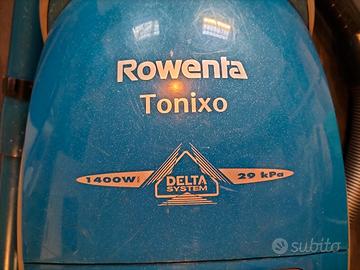 Rowenta
Tonixo
1400W
DELTA
SYSTEM
29 kPa
subito